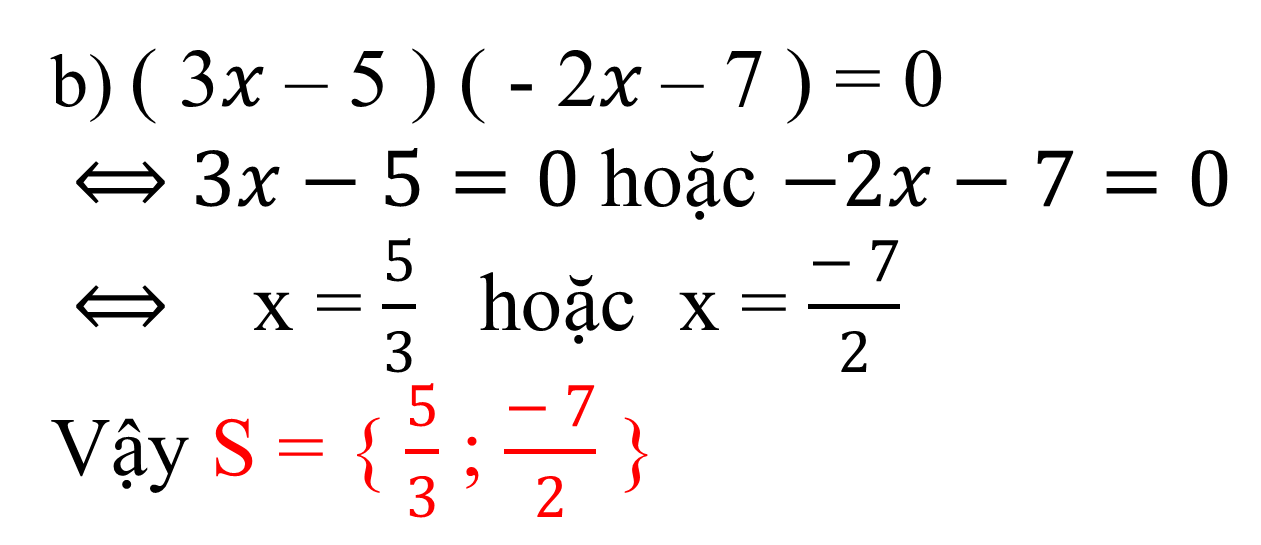 b) ( 3x – 5 ) ( - 2x – 7 ) = 0
⟺ 3x − 5 = 0 hoặc −2x − 7 = 0
⟺ x = 5/3 hoặc x = − 7/2
Vậy S = { 5/3 ; − 7/2 }